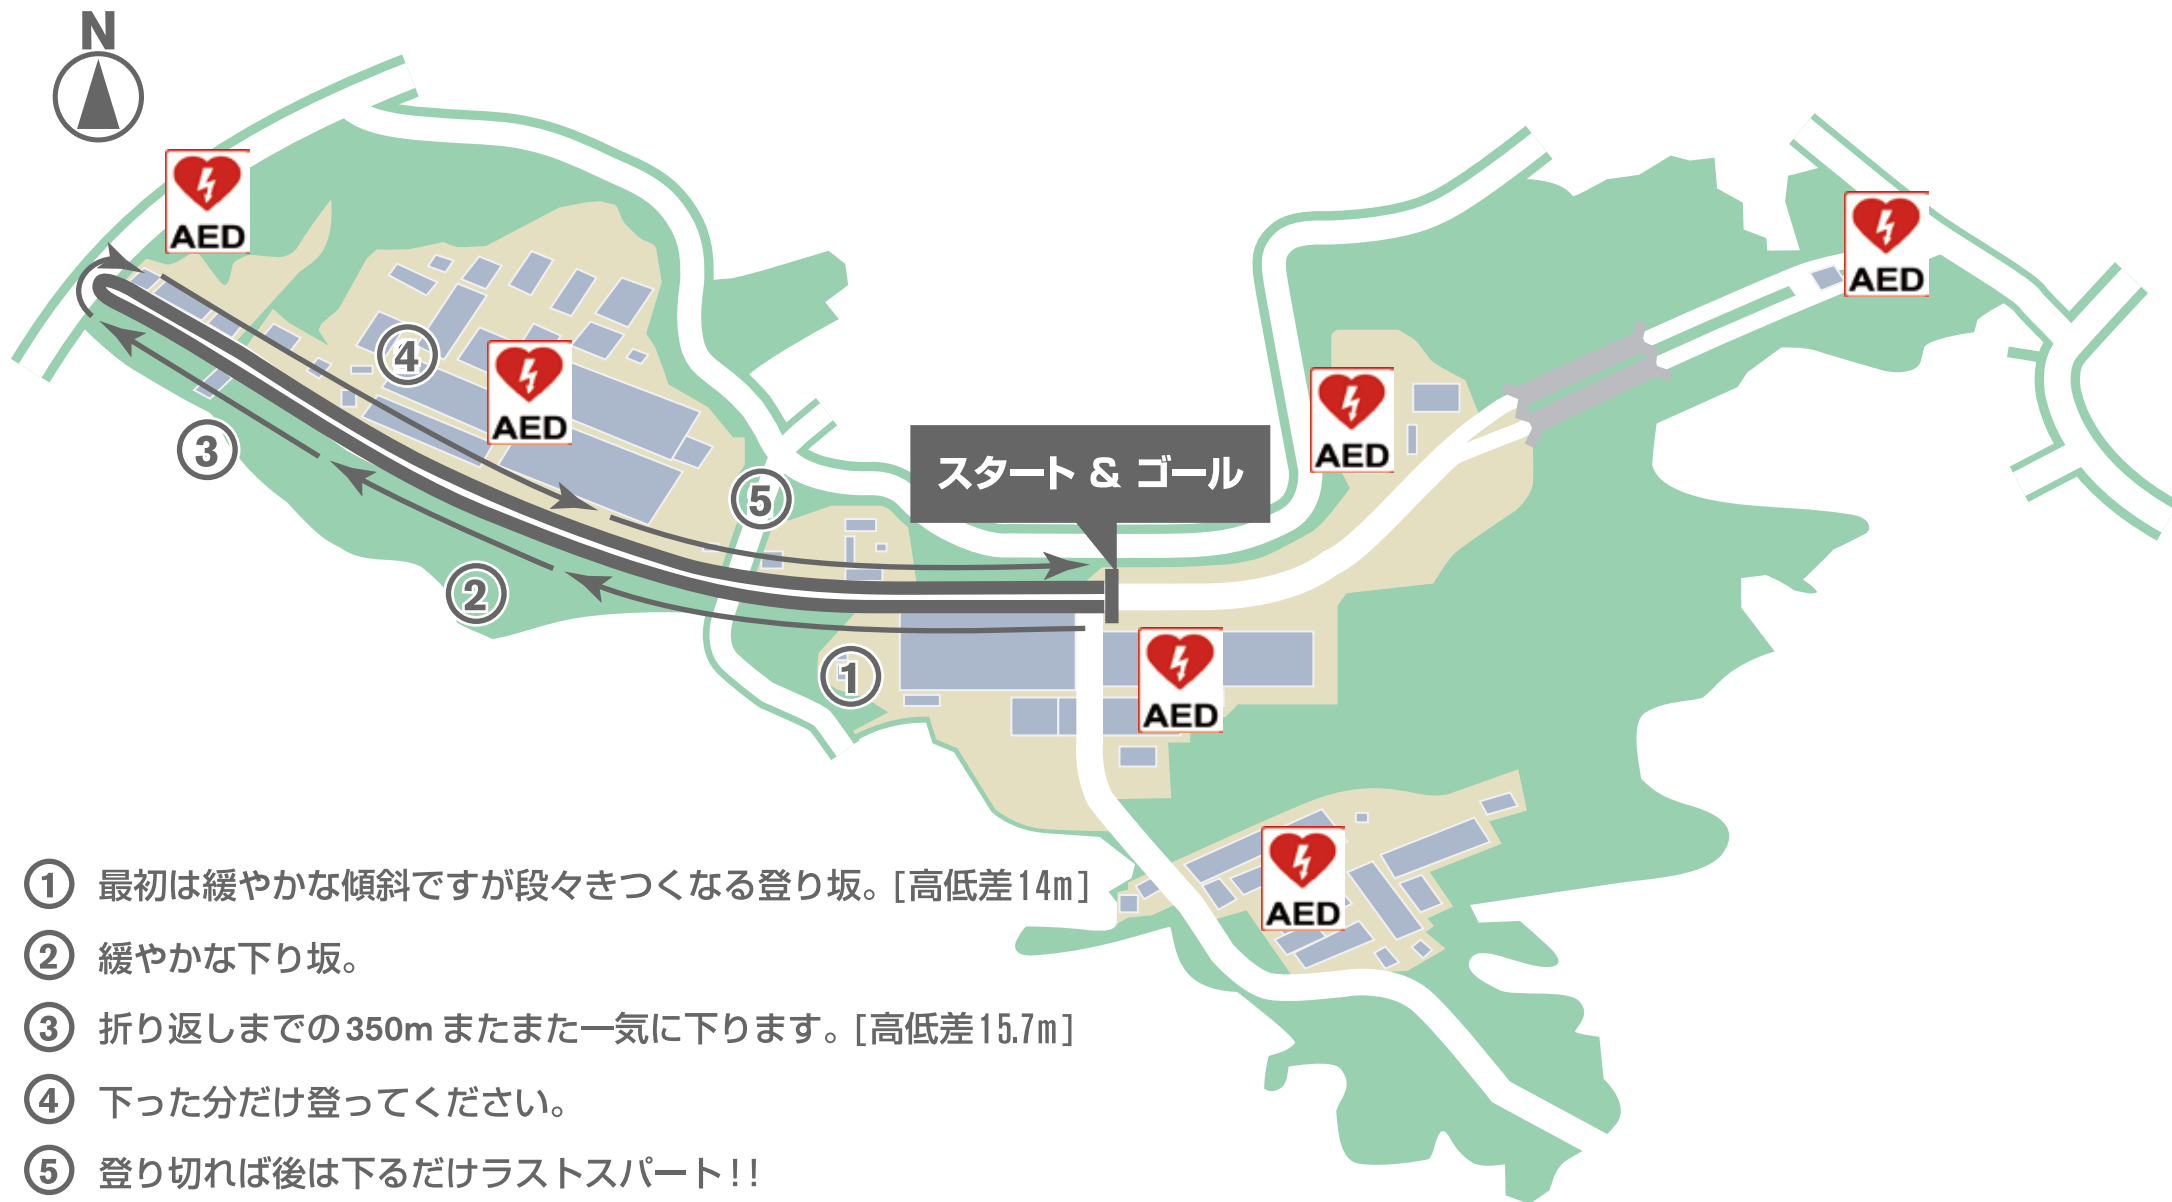 N
AED
AED
AED
④
AED
スタート & ゴール
③
⑤
②
AED
①
AED
① 最初は緩やかな傾斜ですが段々きつくなる登り坂。[高低差14m]
② 緩やかな下り坂。
③ 折り返しまでの350m またまた一気に下ります。[高低差15.7m]
④ 下った分だけ登ってください。
⑤ 登り切れば後は下るだけラストスパート!!